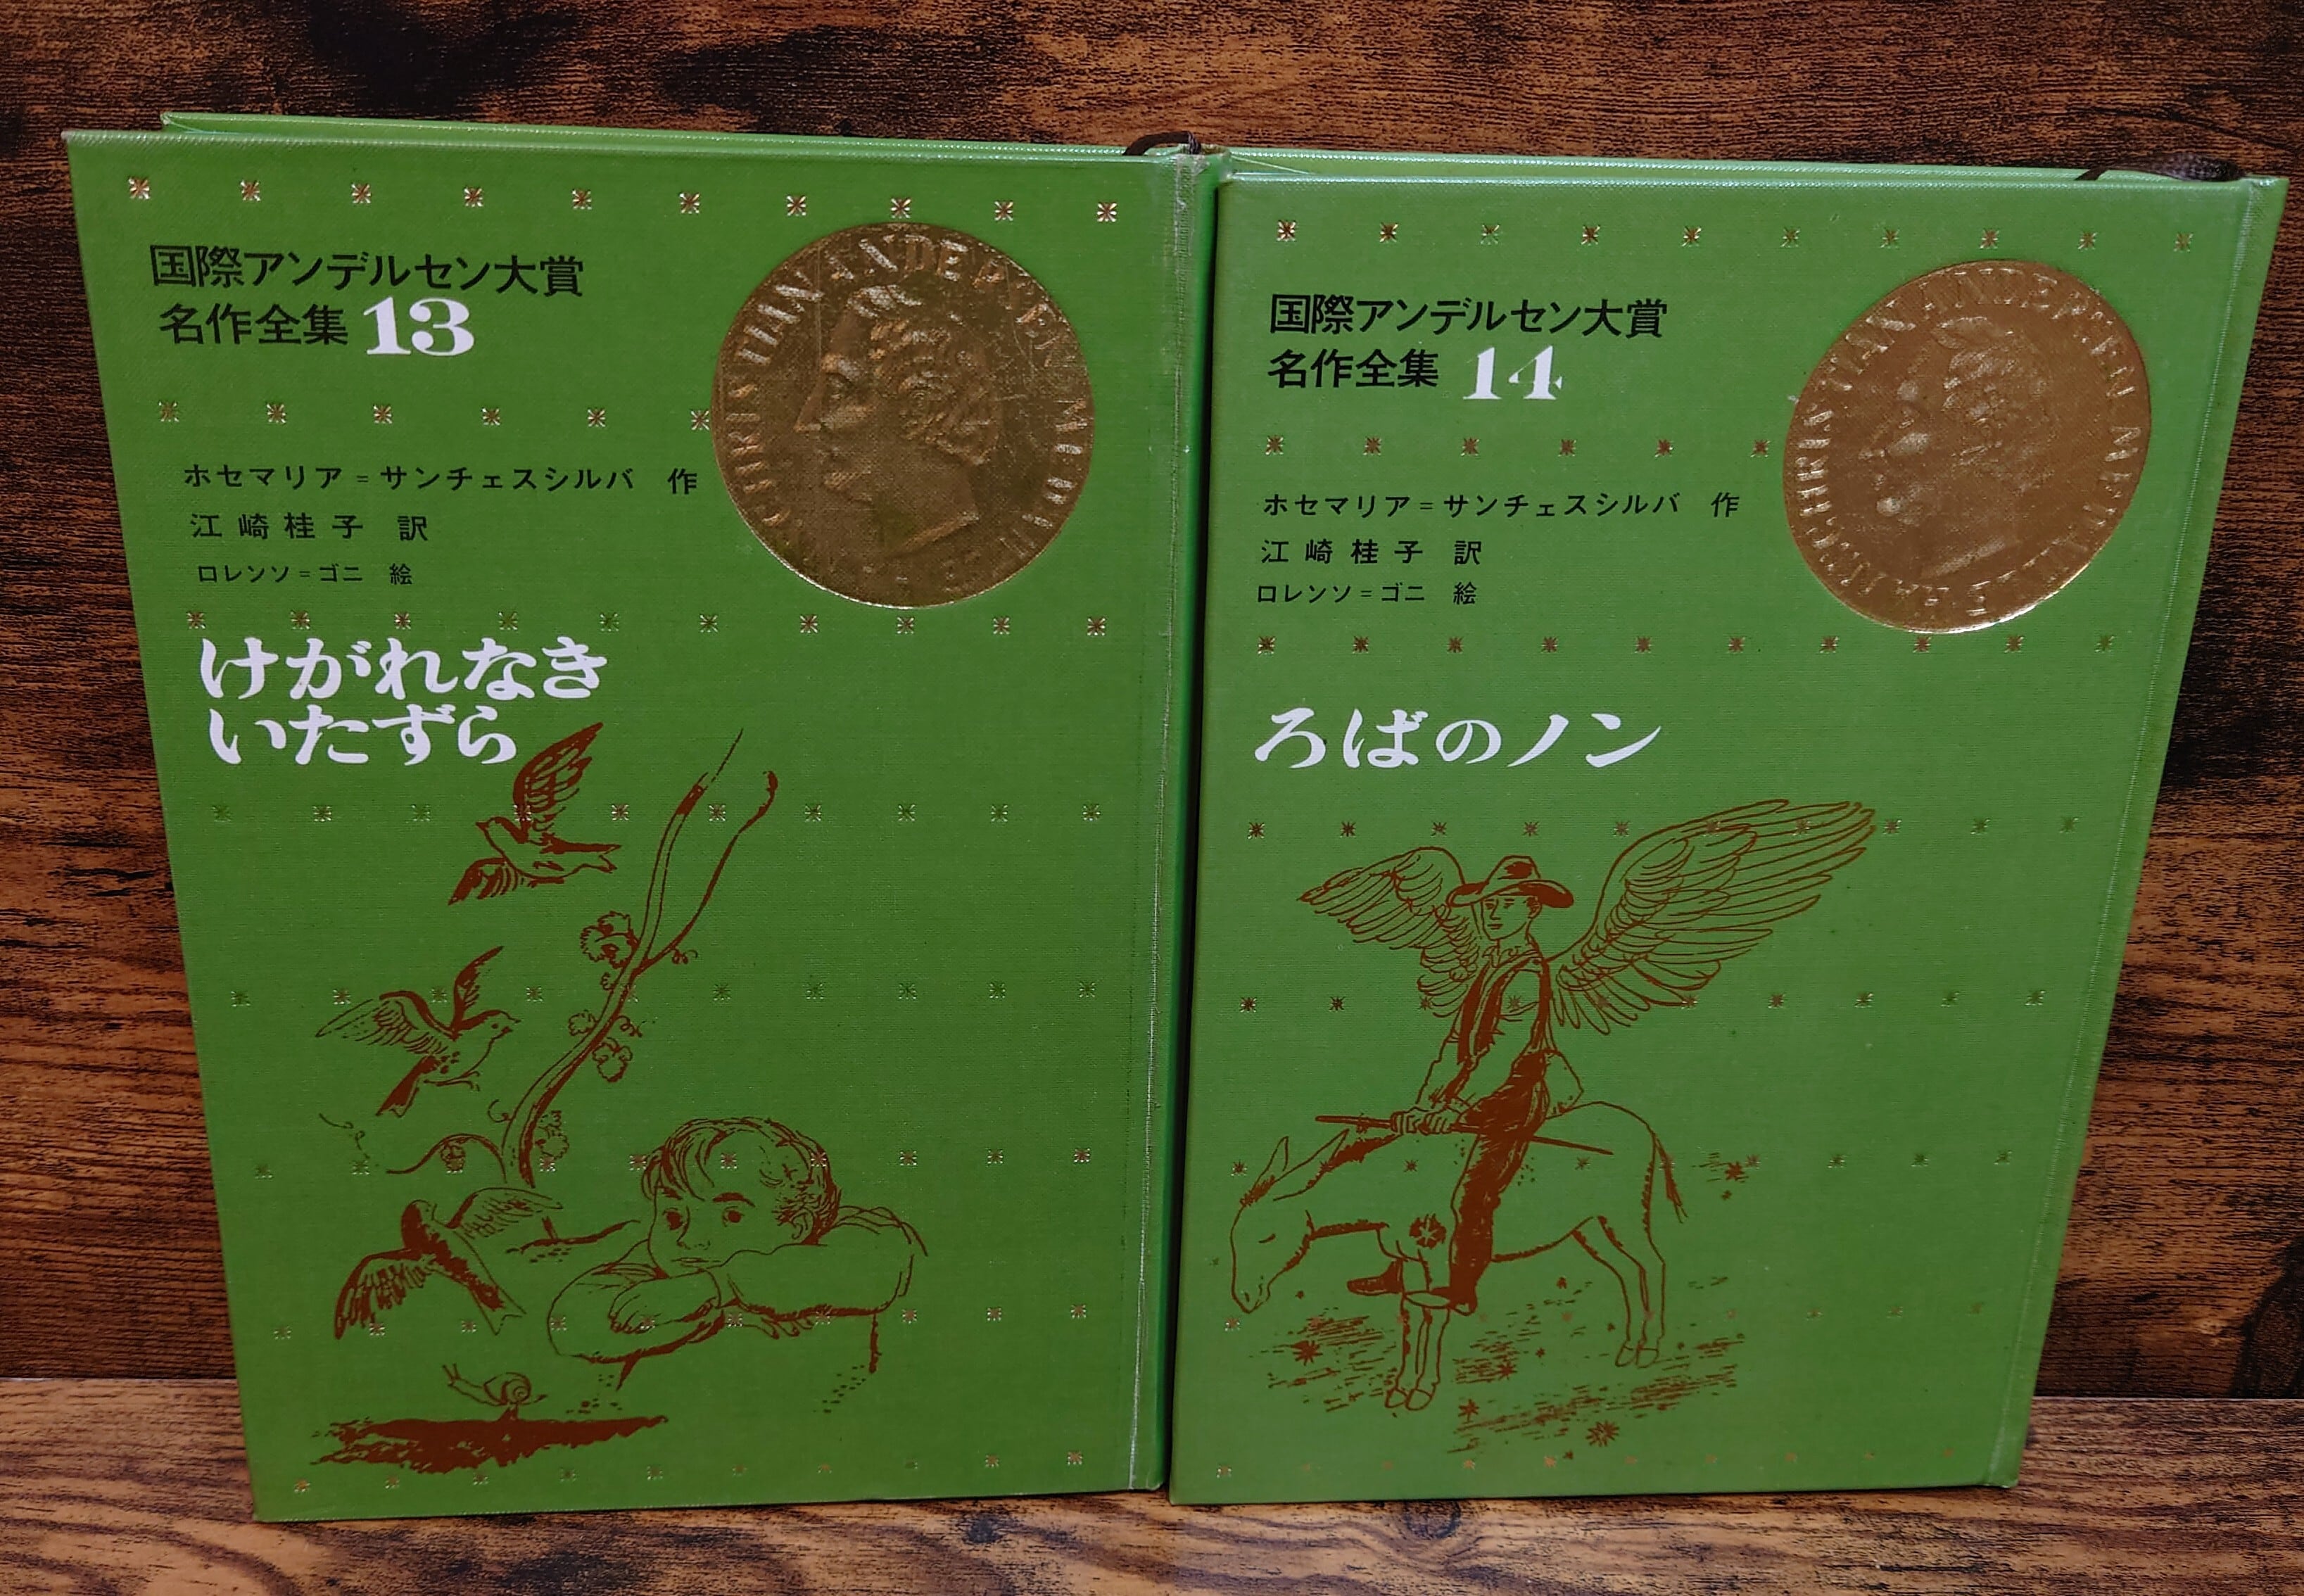 国際アンデルセン大賞
名作全集 13
ホセマリア=サンチェスシルバ 作
江崎桂子 訳
ロレンソ=ゴニ 絵
けがれなき
いたずら
国際アンデルセン大賞
名作全集 14
ホセマリア=サンチェスシルバ 作
江崎桂子 訳
ロレンソ=ゴニ 絵
ろばのノン